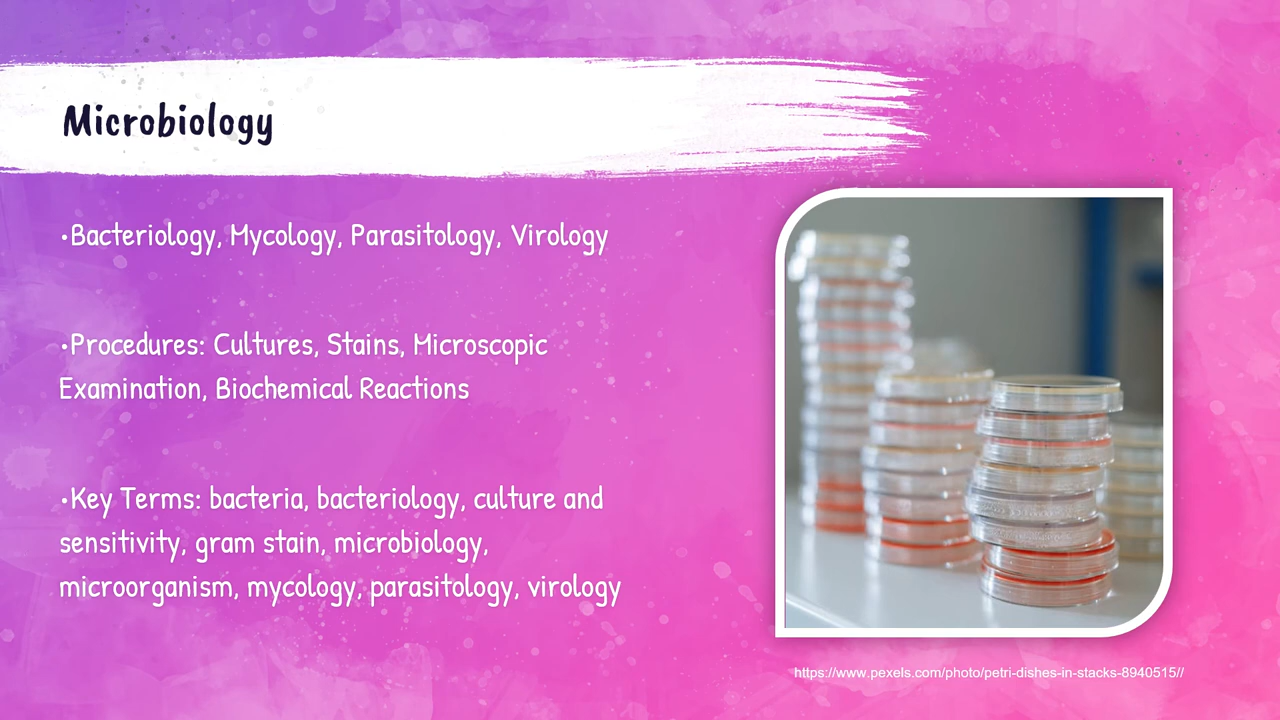 Microbiology
•Bacteriology, Mycology, Parasitology, Virology
•Procedures: Cultures, Stains, Microscopic
Examination, Biochemical Reactions
•Key Terms: bacteria, bacteriology, culture and
sensitivity, gram stain, microbiology,
microorganism, mycology, parasitology, virology
https://www.pexels.com/photo/petri-dishes-in-stacks-8940515//